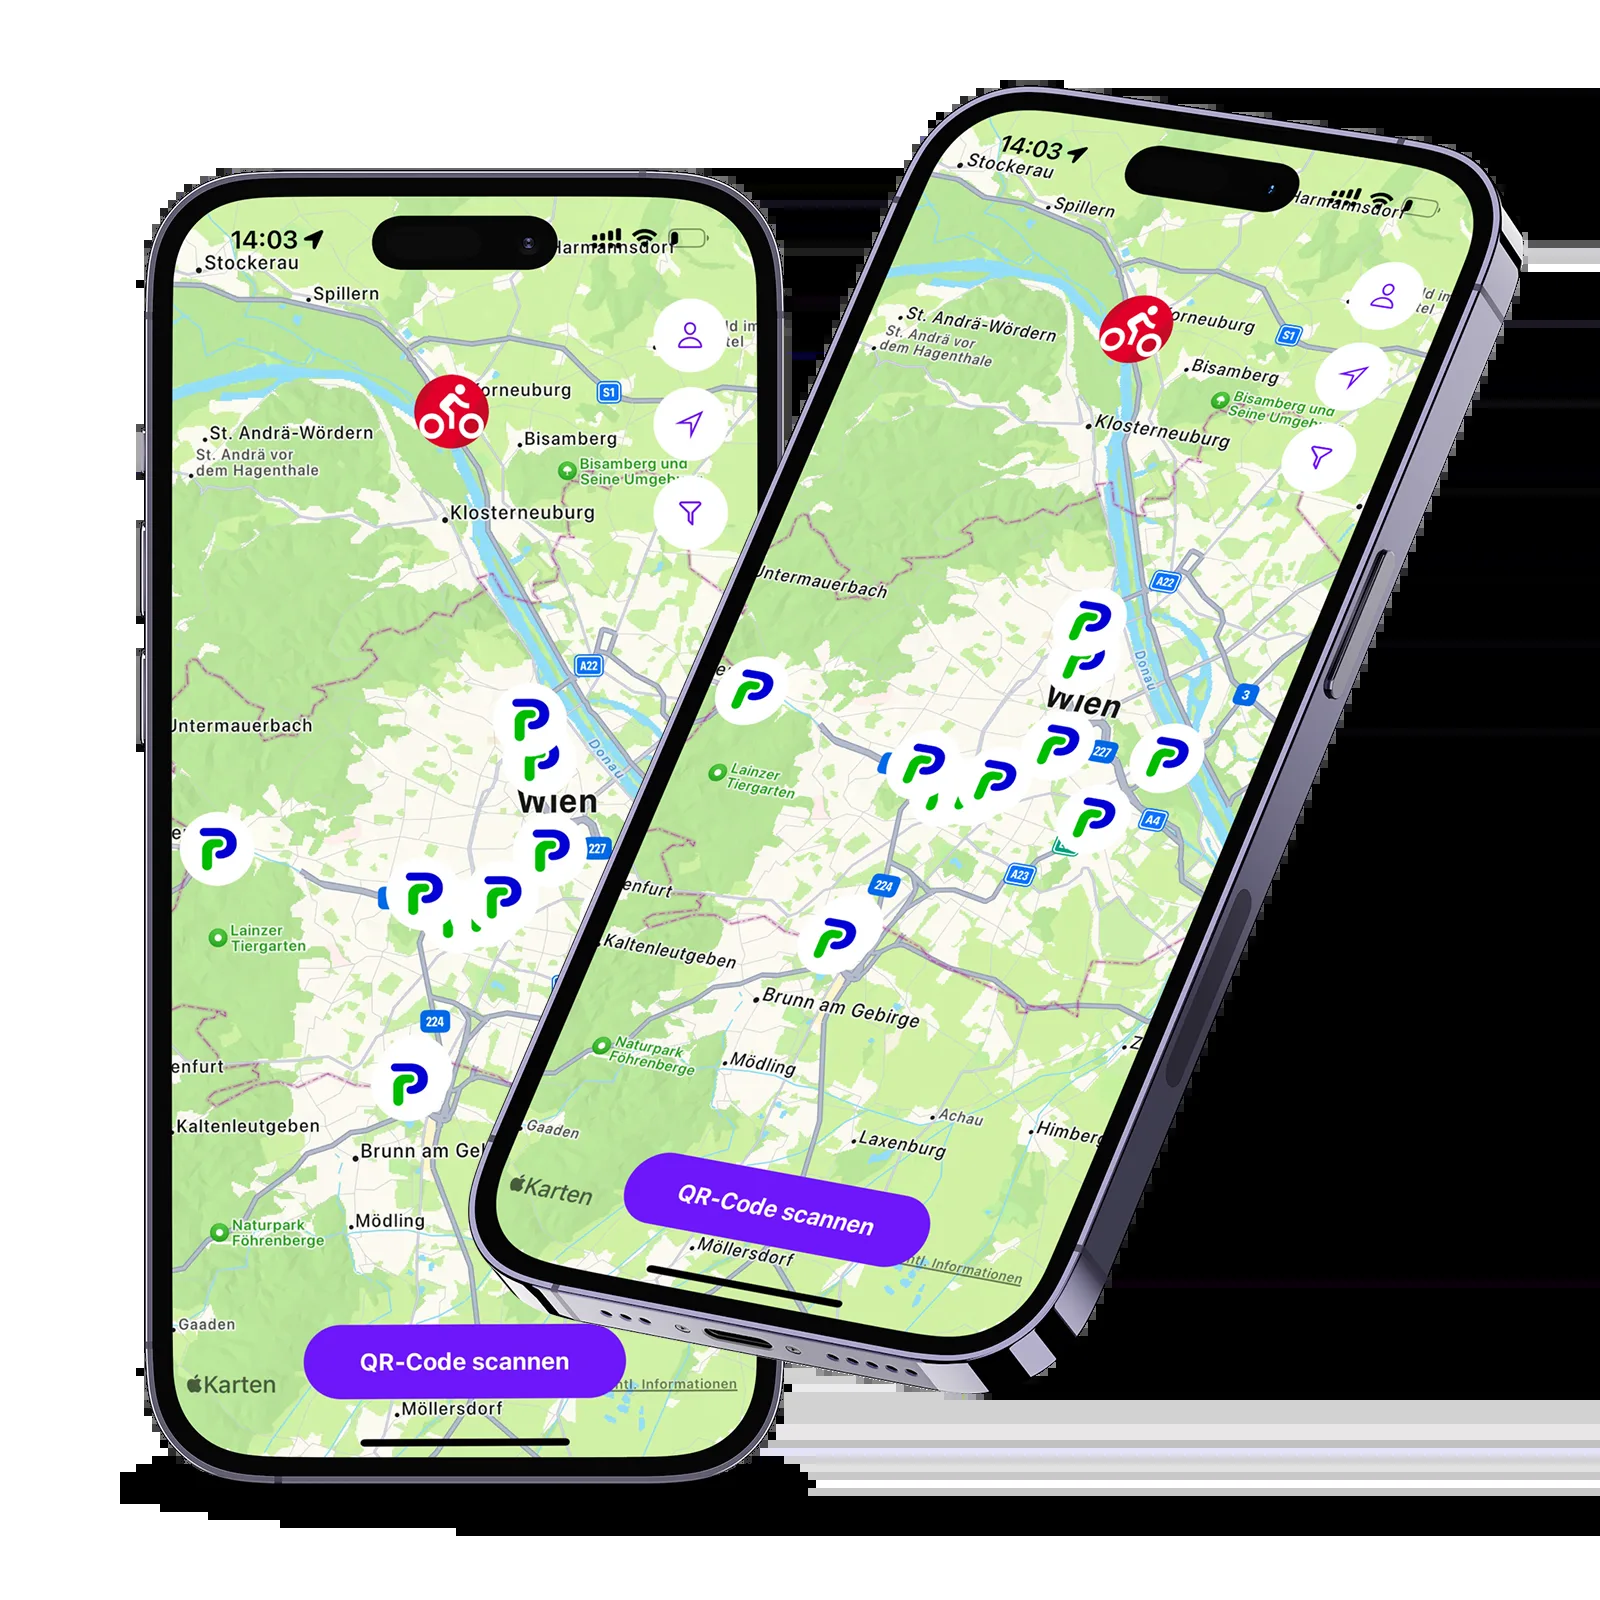 14:03
Stockerau
Harmannsdorf
Spillern
Korneuburg
S1
St. Andrä-Wördern
St. Andrä vor
dem Hagenthale
Bisamberg
Bisamberg und
Seine Umgeb
Klosterneuburg
A22
Untermauerbach
Donau
Wien
227
Lainzer
Tiergarten
224
enfurt
Kaltenleutgeben
Brunn am Ge
Naturpark
Föhrenberge
Mödling
Gaaden
QR-Code scannen
Karten
ntl. Informationen
Möllersdorf
14:03
Stockerau
Harmannsdorf
Spillern
Korneuburg
S1
St. Andrä-Wördern
St. Andrä vor
dem Hagenthale
Bisamberg
Bisamberg und
Seine Umgeb
Klosterneuburg
A22
Untermauerbach
Donau
3
Wien
227
Lainzer
Tiergarten
A4
A23
224
enfurt
Kaltenleutgeben
Brunn am Gebirge
Naturpark
Föhrenberge
Mödling
Achau
Gaaden
Laxenburg
Himberg
Karten
QR-Code scannen
Möllersdorf
ntl. Informationen